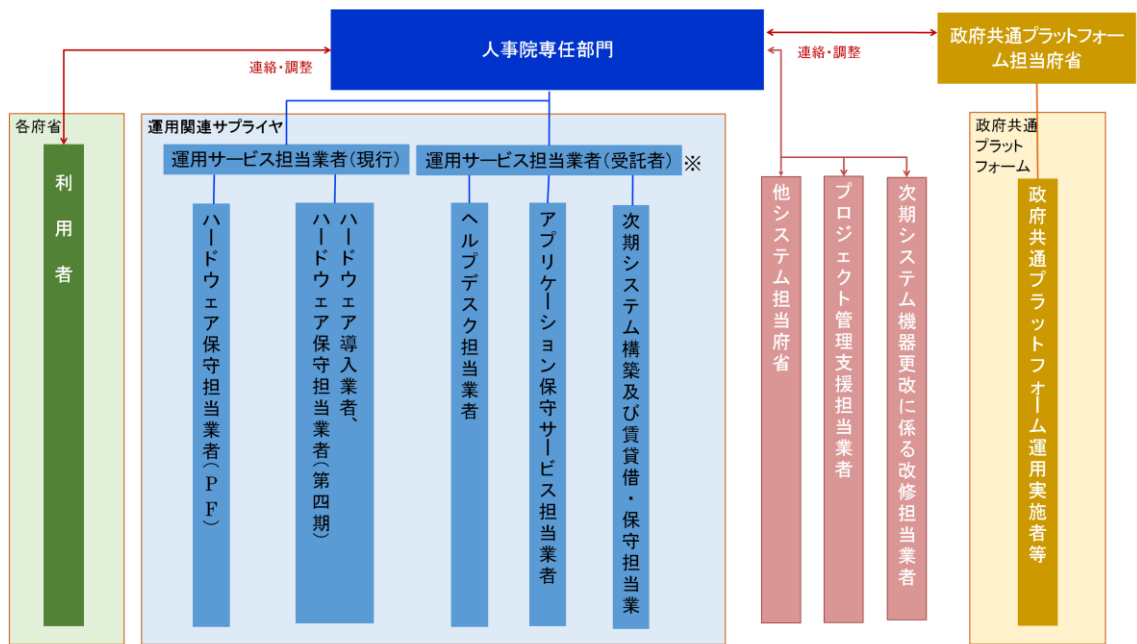 人事院専任部門
政府共通プラットフォー
ム担当府省
連絡・調整
連絡・調整
各府省
利用者
運用関連サプライヤ
運用サービス担当業者(現行)
運用サービス担当業者(受託者)
※
ハードウェア保守担当業者(PF)
ハードウェア導入業者、
ハードウェア保守担当業者(第四期)
ヘルプデスク担当業者
アプリケーション保守サービス担当業者
次期システム構築及び賃貸借・保守担当業
他システム担当府省
プロジェクト管理支援担当業者
次期システム機器更改に係る改修担当業者
政府共通
プラット
フォーム
政府共通プラットフォーム運用実施者等